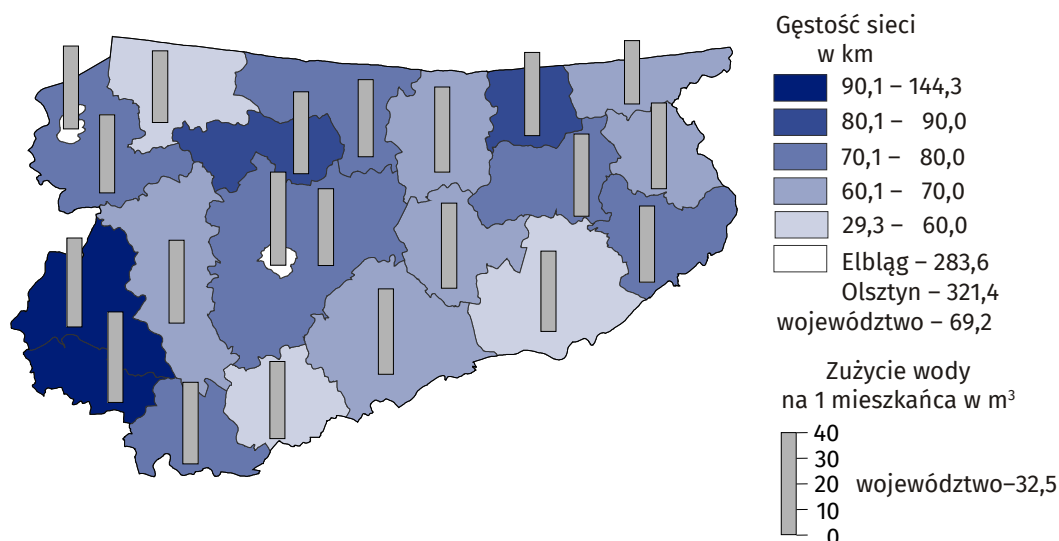 Gęstość sieci
w km
90,1 – 144,3
80,1 – 90,0
70,1 – 80,0
60,1 – 70,0
29,3 – 60,0
Elbląg – 283,6
Olsztyn – 321,4
województwo – 69,2
Zużycie wody
na 1 mieszkańca w m³
40
30
20
10
0
województwo–32,5